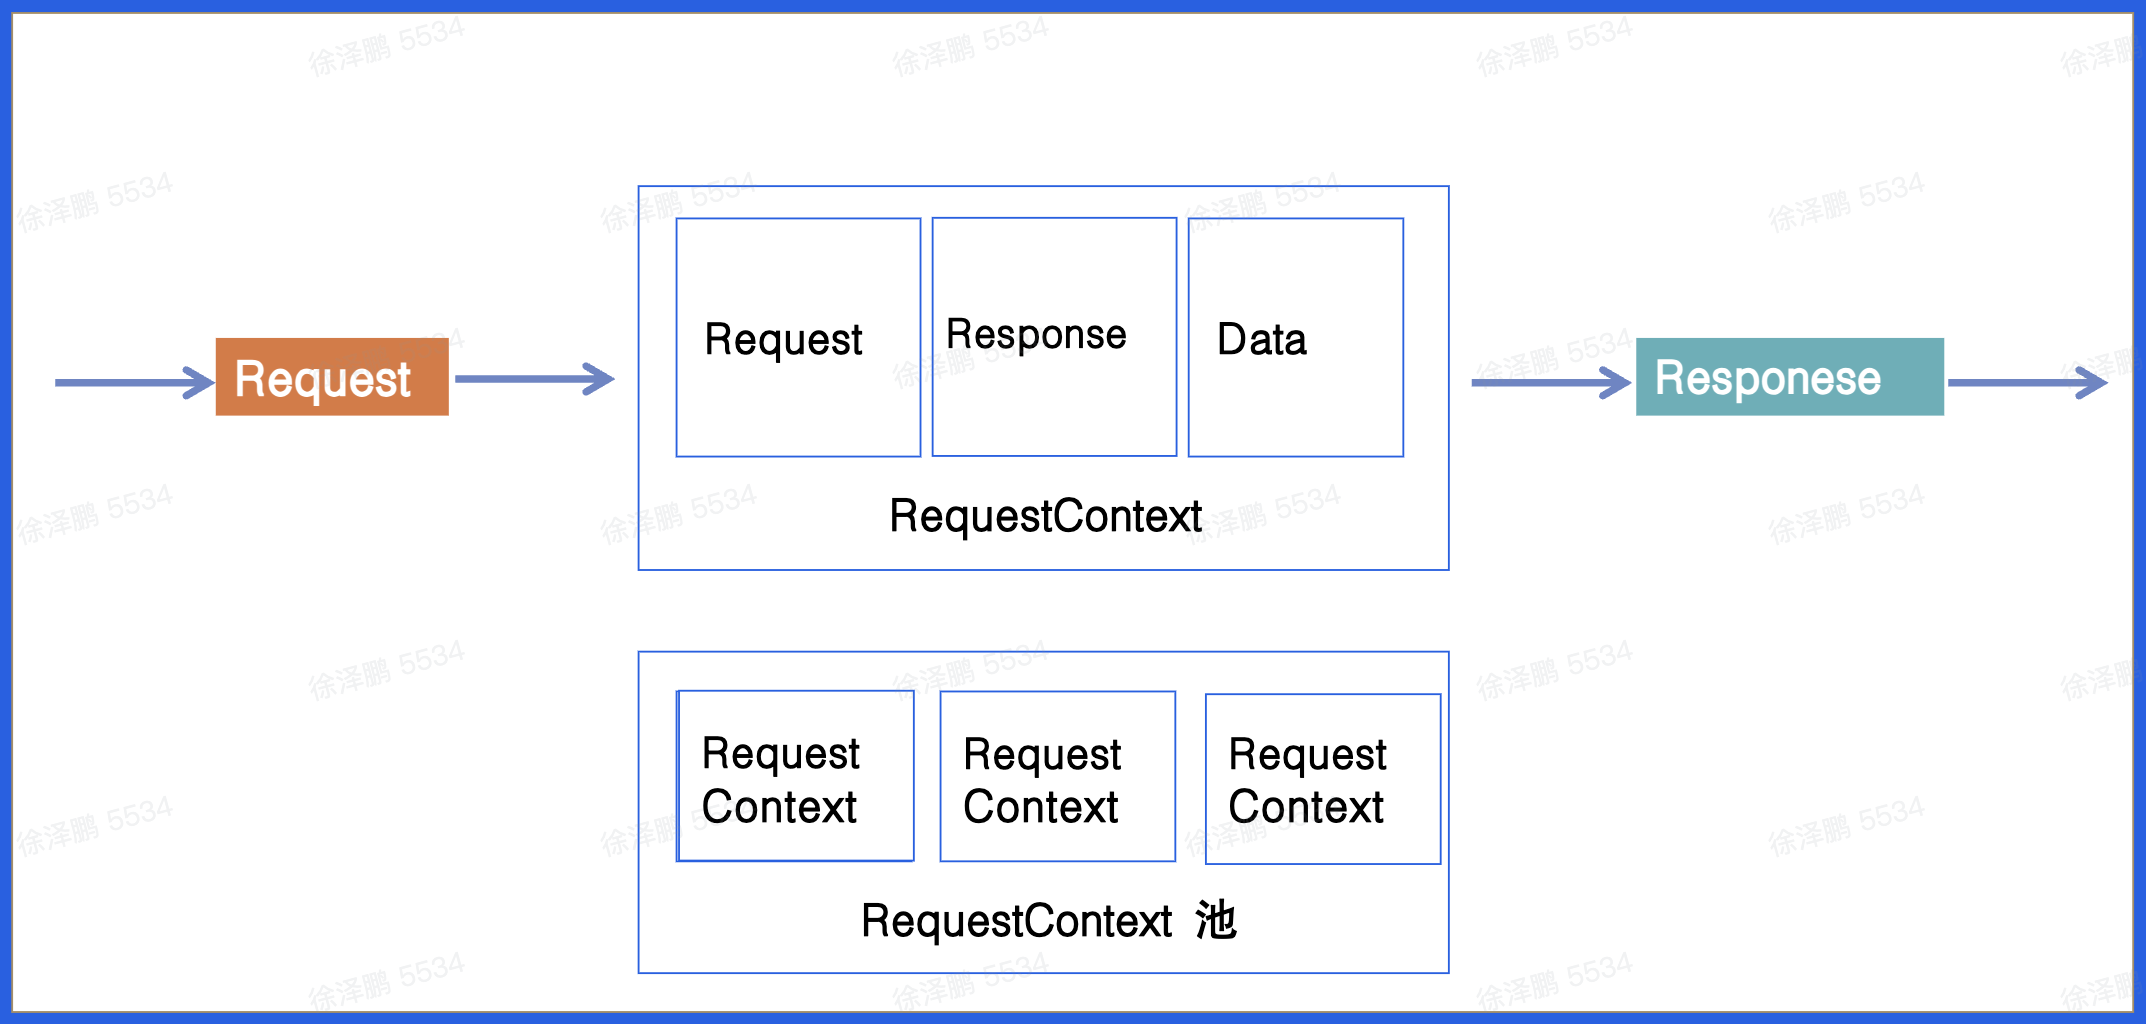 徐泽鹏 5534
Request
Request
Response
Data
RequestContext
Responese
Request
Context
Request
Context
Request
Context
RequestContext 池